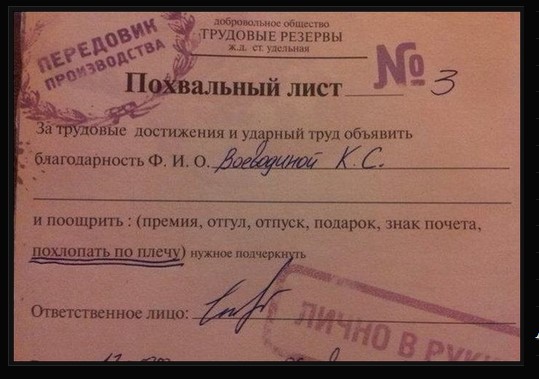 ПЕРЕДОВИК
ПРОИЗВОДСТВА
добровольное общество
ТРУДОВЫЕ РЕЗЕРВЫ
ж.д. ст. удельная
Похвальный лист № 3
За трудовые достижения и ударный труд объявить
благодарность Ф. И. О. Воеводиной К. С.
и поощрить : (премия, отгул, отпуск, подарок, знак почета,
похлопать по плечу) нужное подчеркнуть
Ответственное лицо:
ЛИЧНО В РУКИ